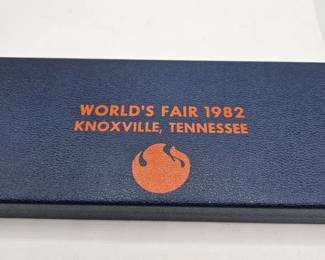 WORLD'S FAIR 1982
KNOXVILLE, TENNESSEE